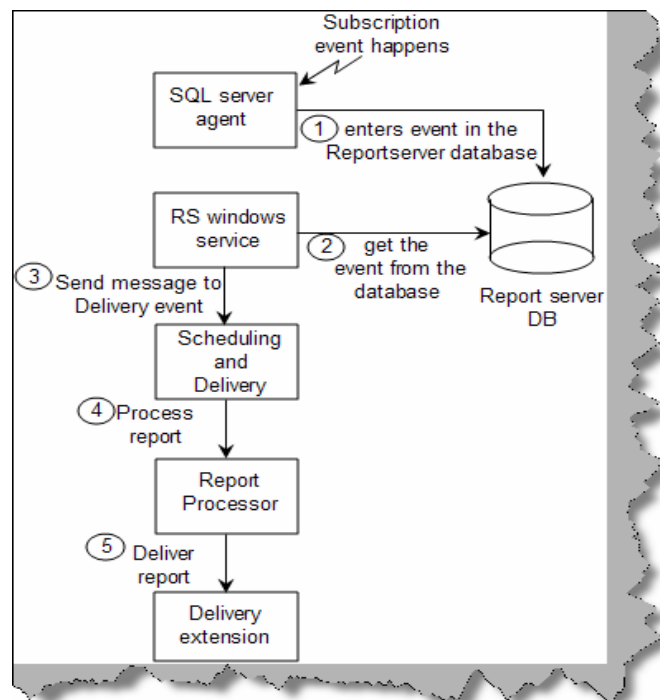 Subscription
event happens
SQL server
agent
1 enters event in the
Reportserver database
RS windows
service
2 get the
event from the
database
Report server
DB
3 Send message to
Delivery event
Scheduling
and
Delivery
4 Process
report
Report
Processor
5 Deliver
report
Delivery
extension